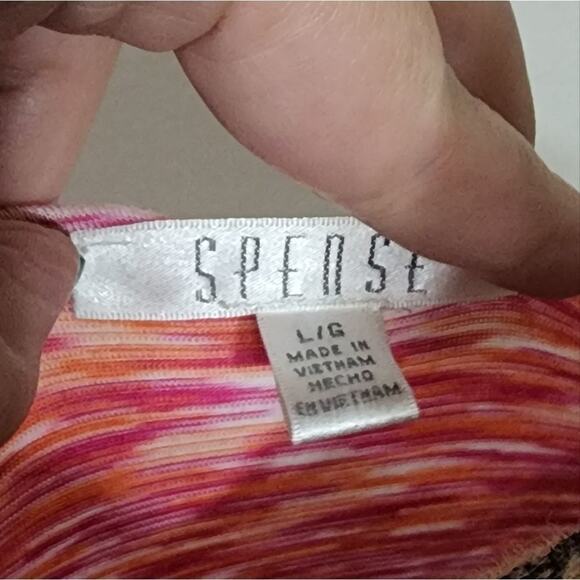 SPENSE
L/G
MADE IN
VIETNAM
HECHO
EN VIETNAM